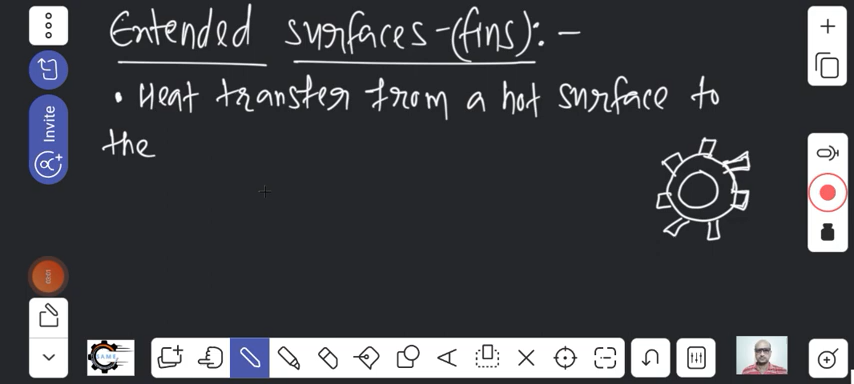 Extended surfaces-(fins):-
• Heat transfer from a hot surface to
the
Invite
I.A.M.E